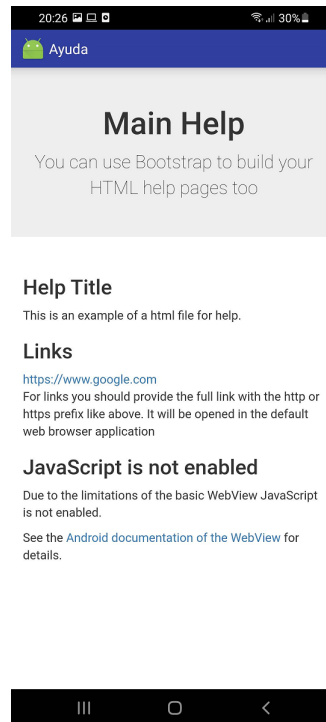 20:26 30%
Ayuda
Main Help
You can use Bootstrap to build your
HTML help pages too
Help Title
This is an example of a html file for help.
Links
https://www.google.com
For links you should provide the full link with the http or
https prefix like above. It will be opened in the default
web browser application
JavaScript is not enabled
Due to the limitations of the basic WebView JavaScript
is not enabled.
See the Android documentation of the WebView for
details.